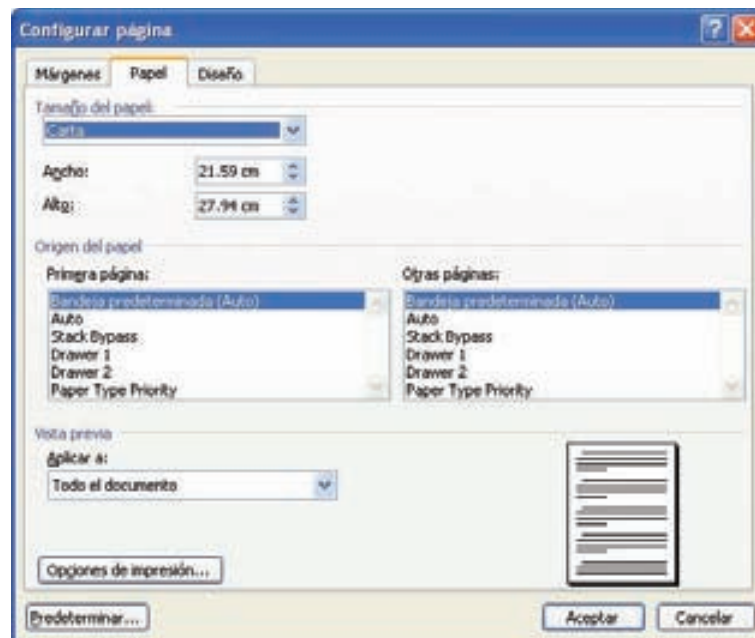 Configurar página
Márgenes Papel Diseño
Tamaño del papel:
Carta
Ancho: 21.59 cm
Alto: 27.94 cm
Origen del papel
Primera página: Otras páginas:
Bandeja predeterminada (Auto) Bandeja predeterminada (Auto)
Auto Auto
Stack Bypass Stack Bypass
Drawer 1 Drawer 1
Drawer 2 Drawer 2
Paper Type Priority Paper Type Priority
Vista previa
Aplicar a:
Todo el documento
Opciones de impresión...
Predeterminar... Aceptar Cancelar